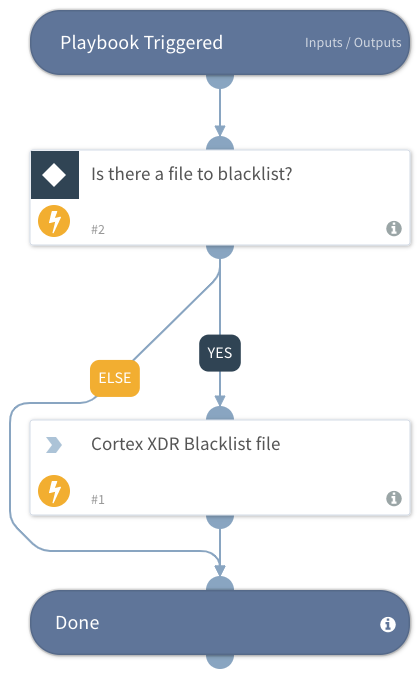 Playbook Triggered
Inputs / Outputs
Is there a file to blacklist?
#2
ELSE
YES
Cortex XDR Blacklist file
#1
Done